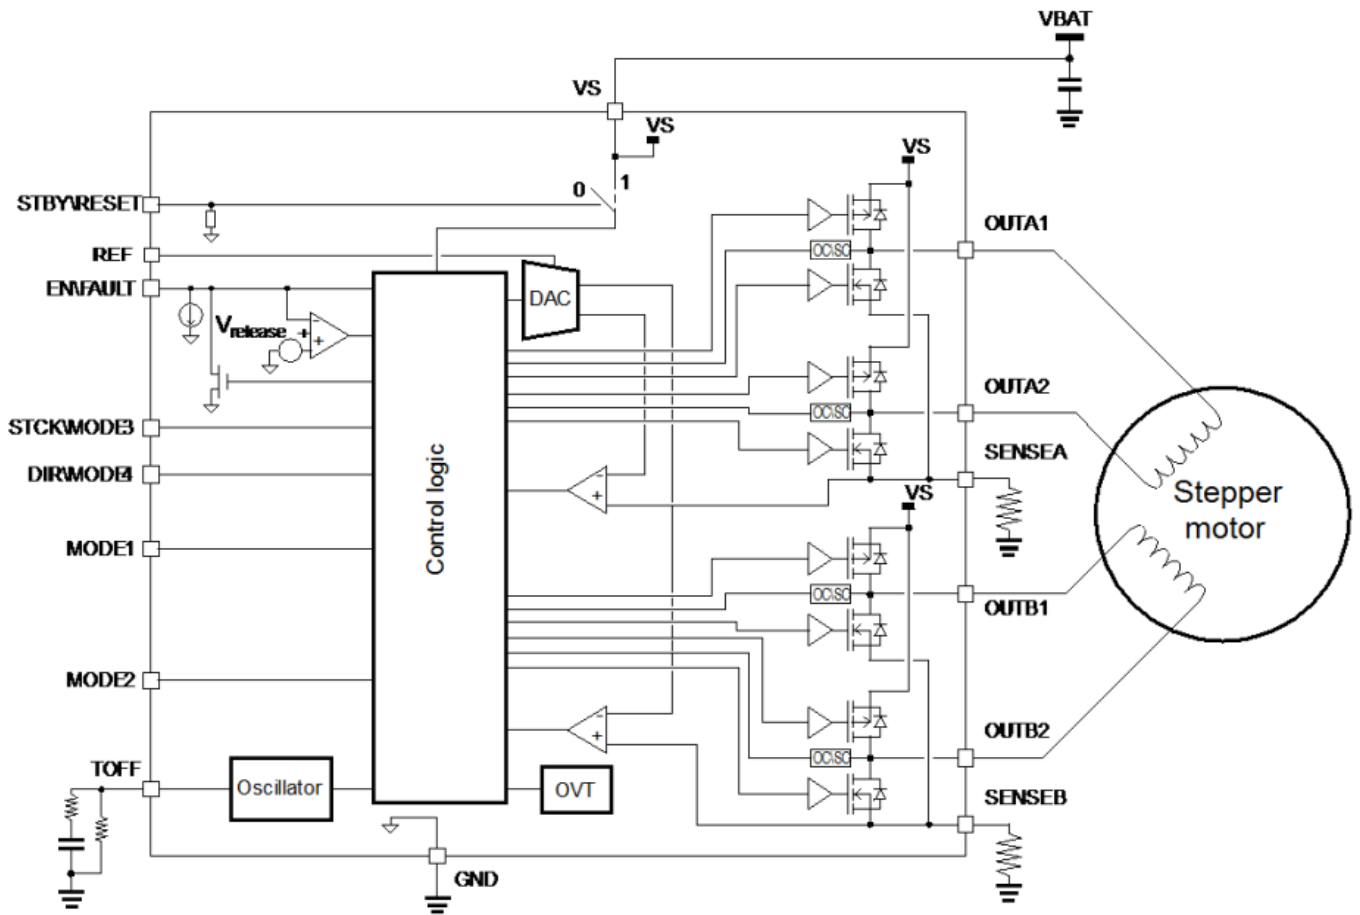 VBAT
VS
VS
VS
0
1
STBY\RESET
REF
EN\FAULT
DAC
OUTA1
OC\SC
Vrelease
+
-
+
OUTA2
OC\SC
STCK\MODE3
DIR\MODE4
Control logic
SENSEA
-
+
VS
Stepper
motor
MODE1
OC\SC
OUTB1
MODE2
-
+
OUTB2
OC\SC
TOFF
Oscillator
OVT
SENSEB
GND